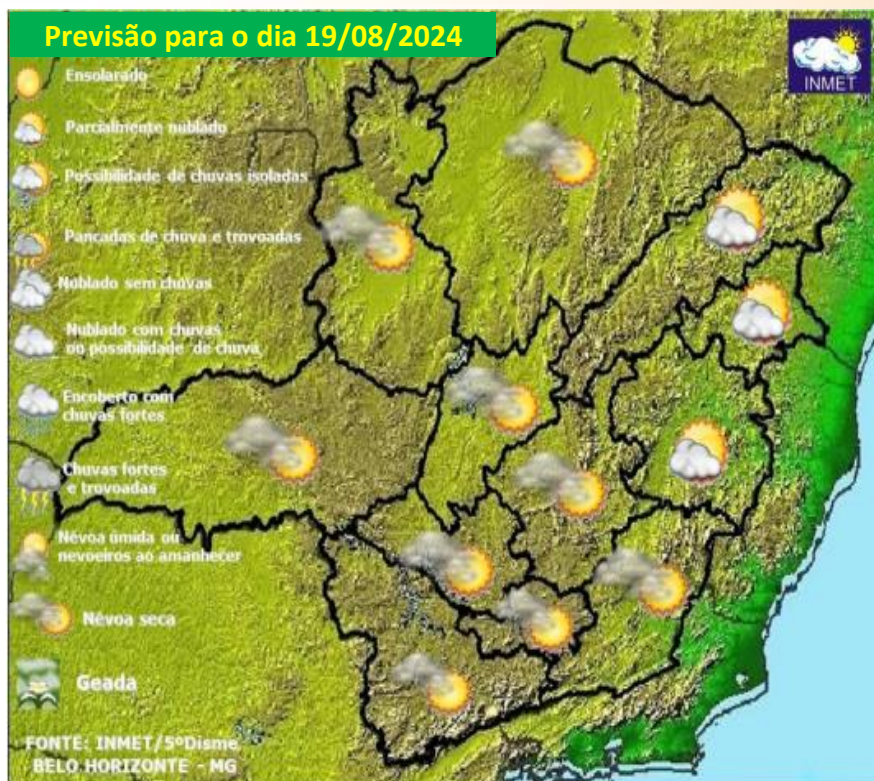 Previsão para o dia 19/08/2024
INMET
Ensolarado
Parcialmente nublado
Possibilidade de chuvas isoladas
Pancadas de chuva e trovoadas
Nublado sem chuvas
Nublado com chuvas
ou possibilidade de chuva
Encoberto com
chuvas fortes
Chuvas fortes
e trovoadas
Névoa úmida ou
nevoeiros ao amanhecer
Névoa seca
Geada
FONTE: INMET/5ºDisme
BELO HORIZONTE - MG